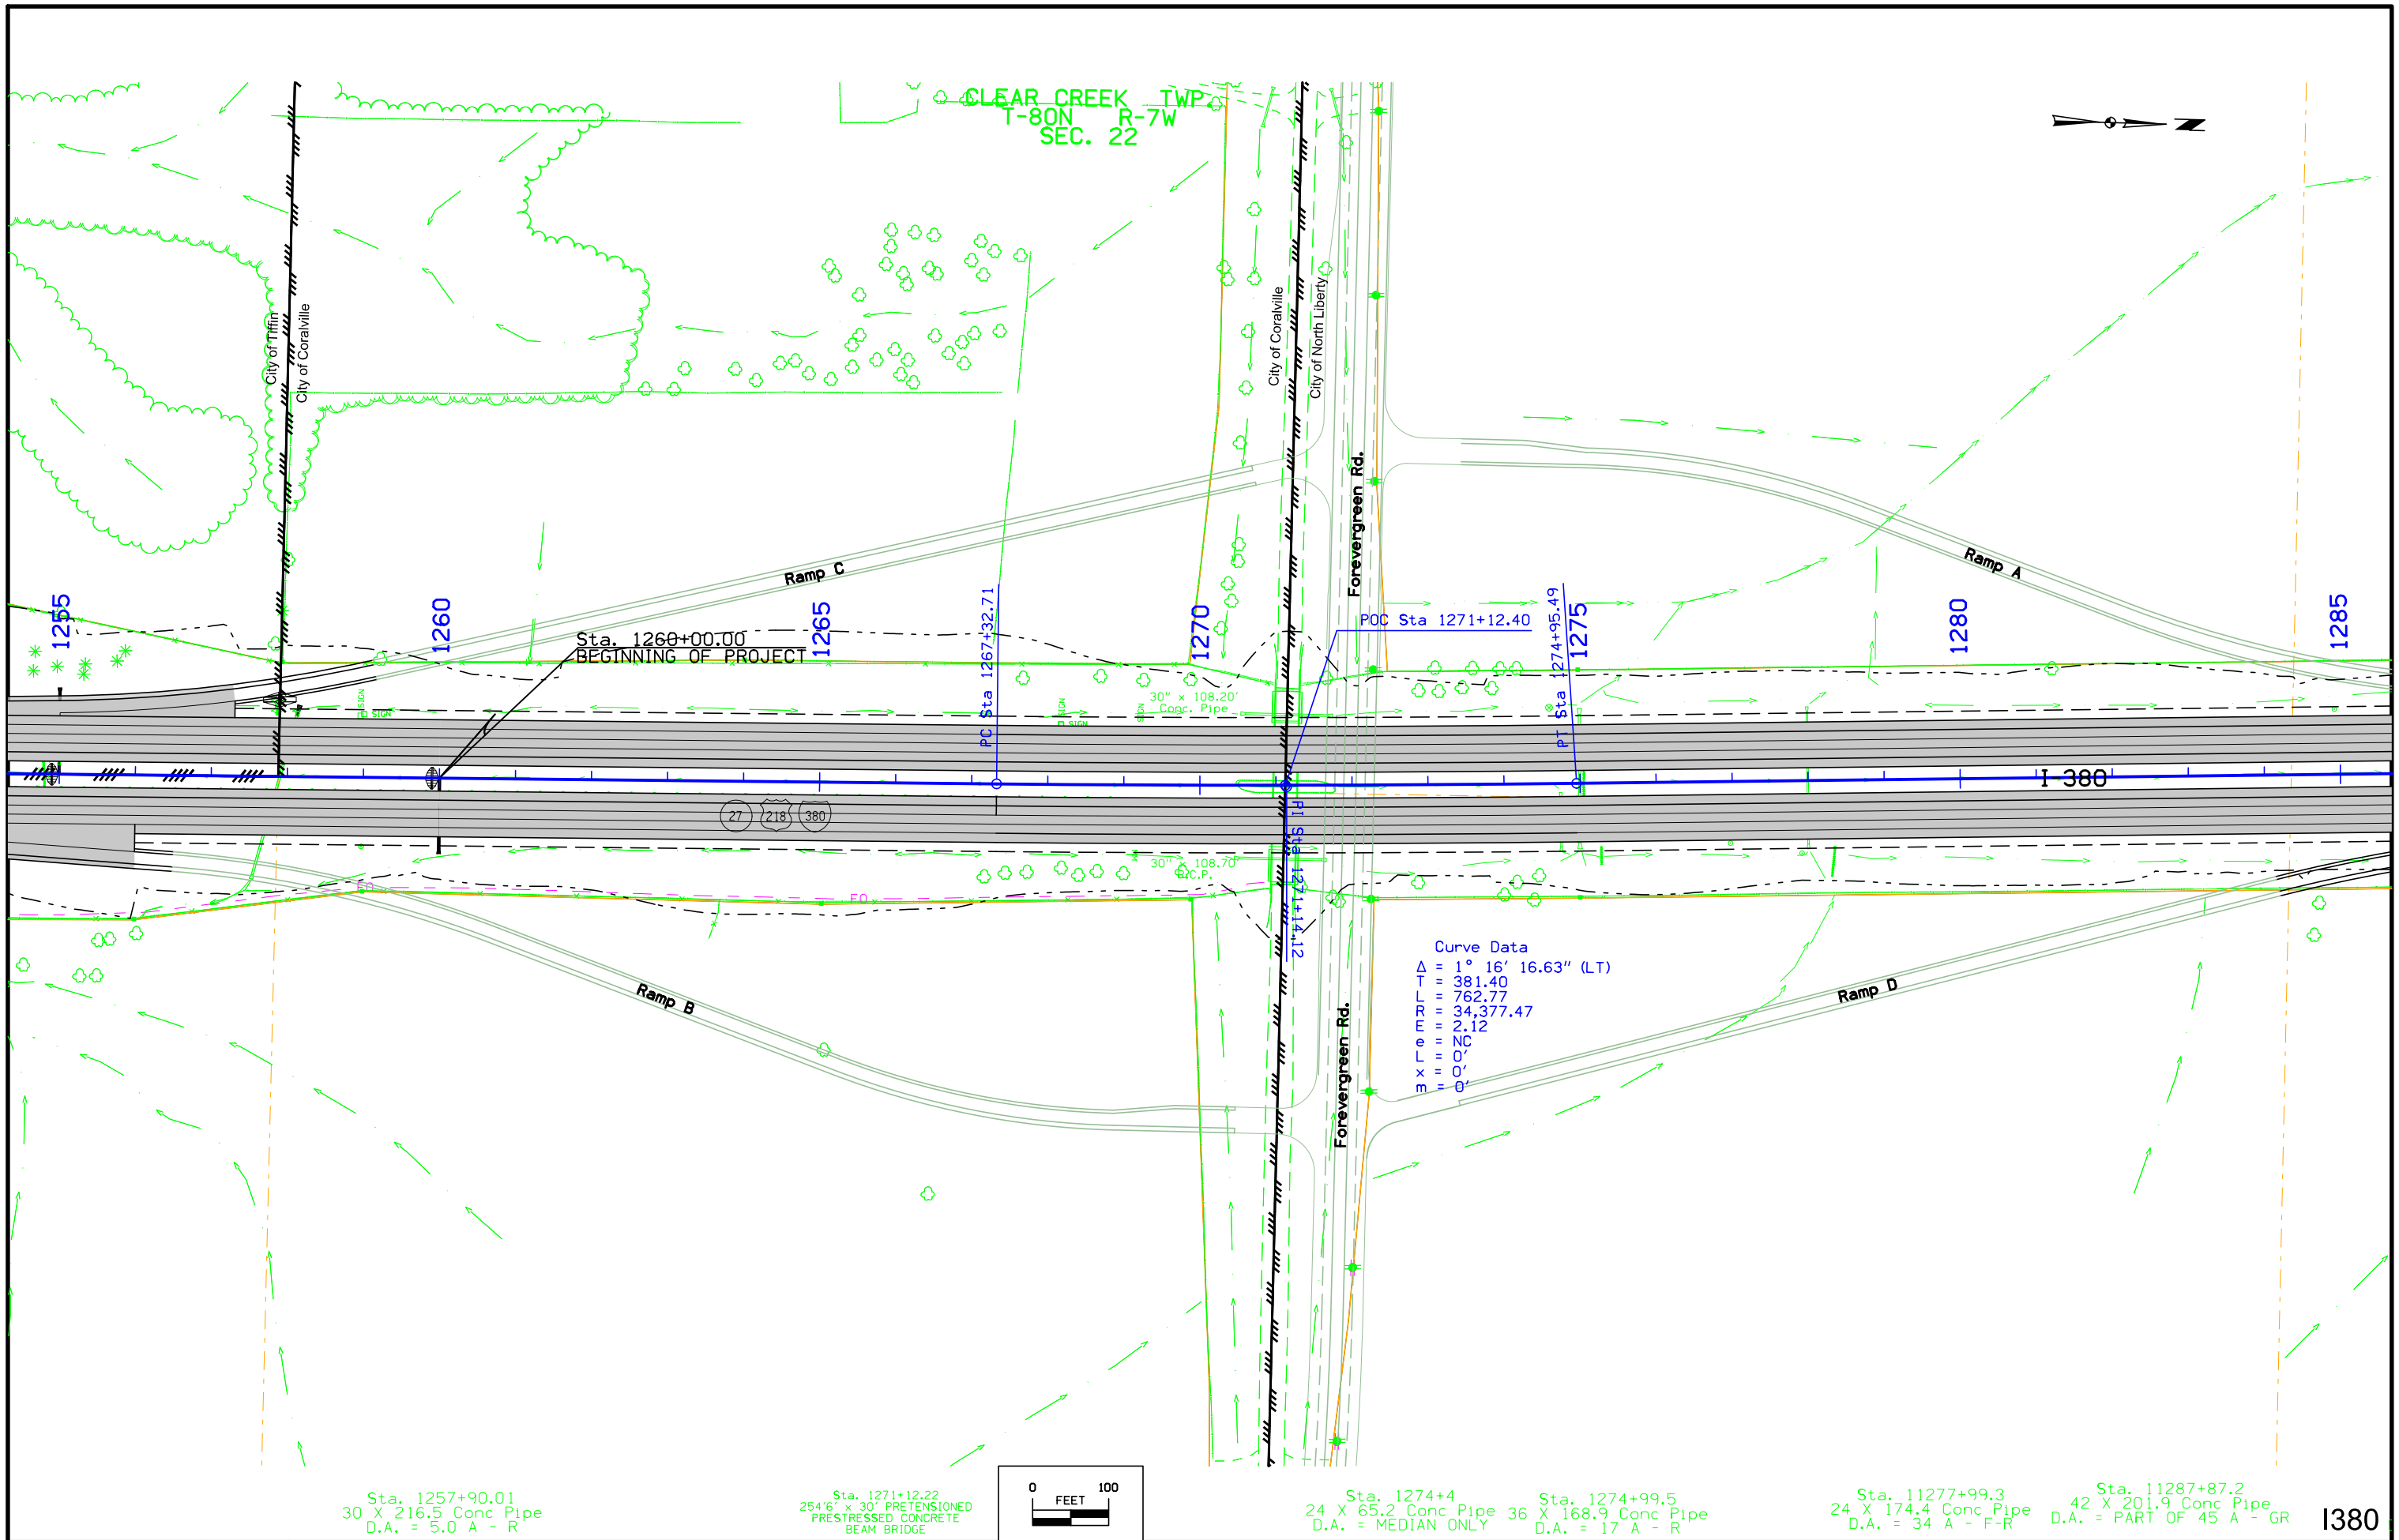 CLEAR CREEK TWP.
T-80N R-7W
SEC. 22
N
City of Tiffin
City of Coralville
City of Coralville
City of North Liberty
Forevergreen Rd.
Ramp C
Ramp A
1255
1260
1265
1270
1275
1280
1285
Sta. 1260+00.00
BEGINNING OF PROJECT
PC Sta 1267+32.71
POC Sta 1271+12.40
PT Sta 1274+95.49
SIGN
SIGN
SIGN
SIGN
SIGN
30" x 108.20'
Conc. Pipe
I-380
27 218 380
PI Sta 1271+14.12
30" x 108.70'
R.C.P.
FO
FO
Ramp B
Ramp D
Forevergreen Rd.
Curve Data
Δ = 1° 16' 16.63" (LT)
T = 381.40
L = 762.77
R = 34,377.47
E = 2.12
e = NC
L = 0'
x = 0'
m = 0'
Sta. 1257+90.01
30 X 216.5 Conc Pipe
D.A. = 5.0 A - R
Sta. 1271+12.22
254'6" x 30' PRETENSIONED
PRESTRESSED CONCRETE
BEAM BRIDGE
0 100
FEET
Sta. 1274+4
24 X 65.2 Conc Pipe
D.A. = MEDIAN ONLY
Sta. 1274+99.5
36 X 168.9 Conc Pipe
D.A. = 17 A - R
Sta. 11277+99.3
24 X 174.4 Conc Pipe
D.A. = 34 A - F-R
Sta. 11287+87.2
42 X 201.9 Conc Pipe
D.A. = PART OF 45 A - GR
I380